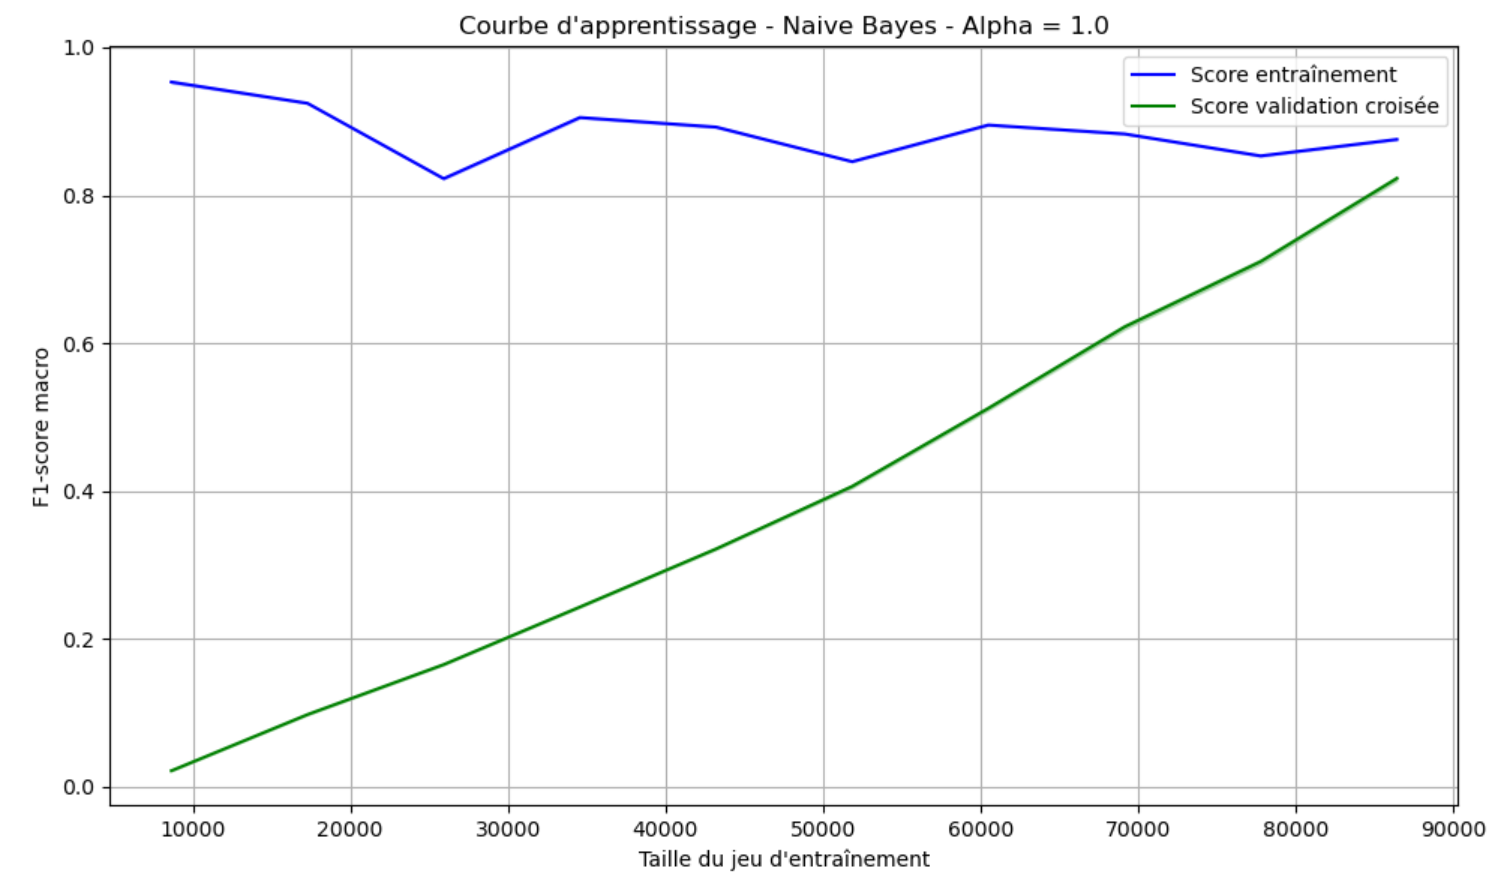 Courbe d'apprentissage - Naive Bayes - Alpha = 1.0
1.0
0.8
0.6
0.4
0.2
0.0
F1-score macro
Score entraînement
Score validation croisée
10000 20000 30000 40000 50000 60000 70000 80000 90000
Taille du jeu d'entraînement